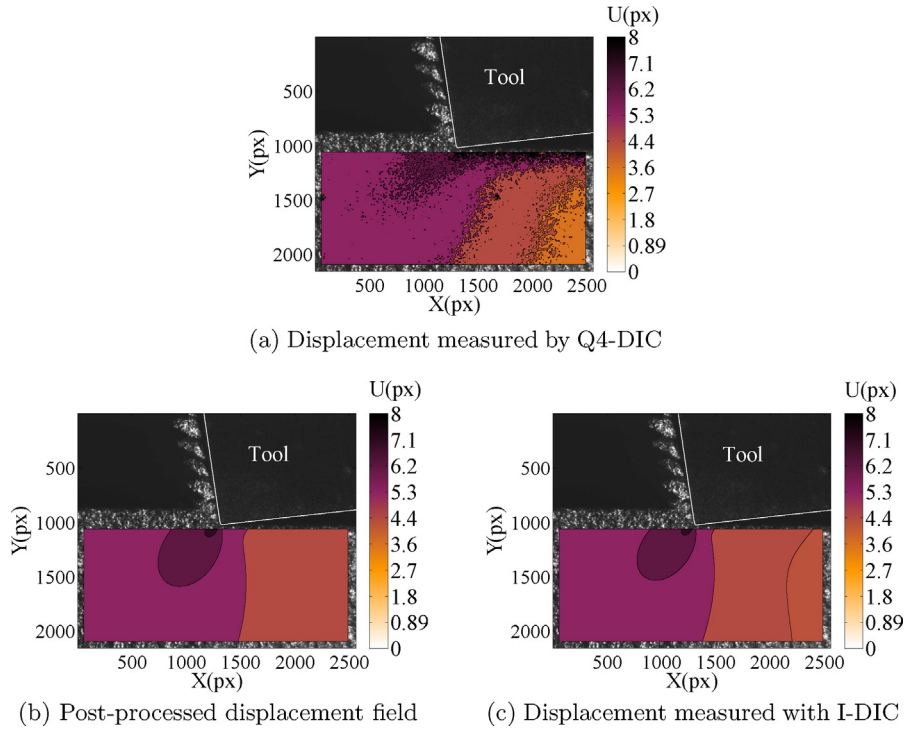 U(px)
8
7.1
6.2
5.3
4.4
3.6
2.7
1.8
0.89
0
Tool
Y(px)
500
1000
1500
2000
500 1000 1500 2000 2500
X(px)
(a) Displacement measured by Q4-DIC
U(px)
8
7.1
6.2
5.3
4.4
3.6
2.7
1.8
0.89
0
Tool
Y(px)
500
1000
1500
2000
500 1000 1500 2000 2500
X(px)
(b) Post-processed displacement field
U(px)
8
7.1
6.2
5.3
4.4
3.6
2.7
1.8
0.89
0
Tool
Y(px)
500
1000
1500
2000
500 1000 1500 2000 2500
X(px)
(c) Displacement measured with I-DIC